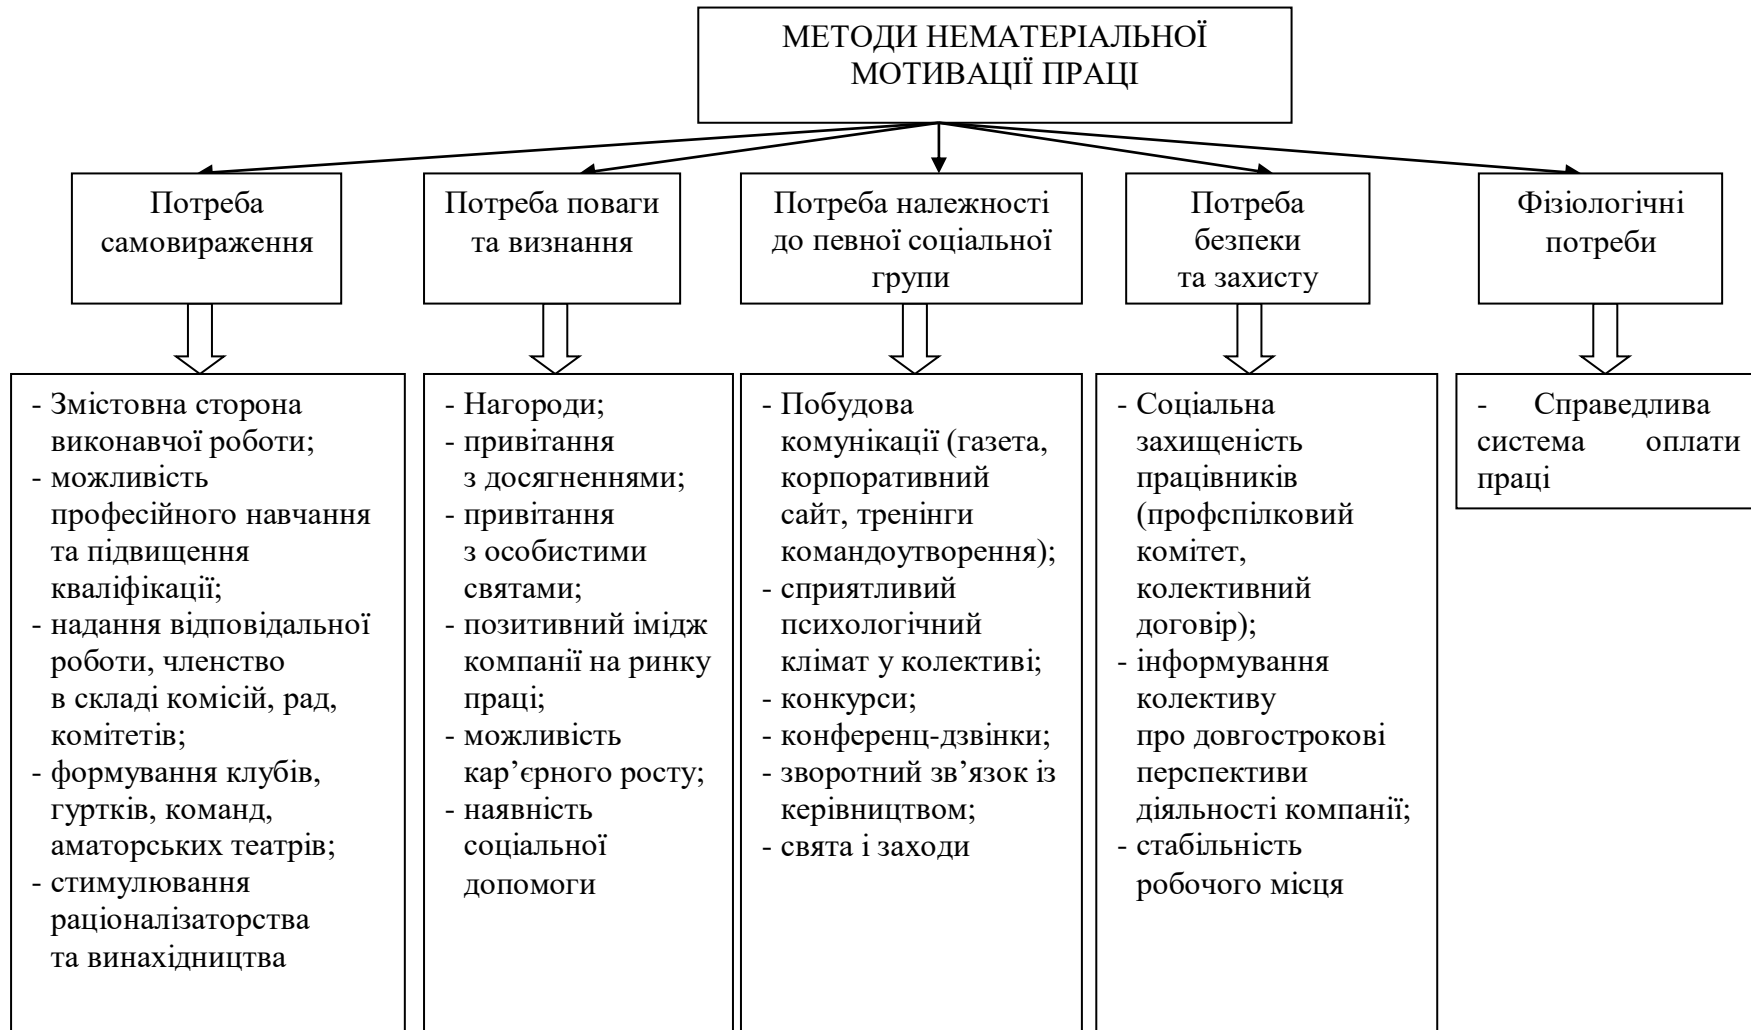 МЕТОДИ НЕМАТЕРІАЛЬНОЇ
МОТИВАЦІЇ ПРАЦІ
Потреба
самовираження
Потреба поваги
та визнання
Потреба належності
до певної соціальної
групи
Потреба
безпеки
та захисту
Фізіологічні
потреби
- Змістовна сторона
виконавчої роботи;
- можливість
професійного навчання
та підвищення
кваліфікації;
- надання відповідальної
роботи, членство
в складі комісій, рад,
комітетів;
- формування клубів,
гуртків, команд,
аматорських театрів;
- стимулювання
раціоналізаторства
та винахідництва
- Нагороди;
- привітання
з досягненнями;
- привітання
з особистими
святами;
- позитивний імідж
компанії на ринку
праці;
- можливість
кар’єрного росту;
- наявність
соціальної
допомоги
- Побудова
комунікації (газета,
корпоративний
сайт, тренінги
командоутворення);
- сприятливий
психологічний
клімат у колективі;
- конкурси;
- конференц-дзвінки;
- зворотний зв’язок із
керівництвом;
- свята і заходи
- Соціальна
захищеність
працівників
(профспілковий
комітет,
колективний
договір);
- інформування
колективу
про довгострокові
перспективи
діяльності компанії;
- стабільність
робочого місця
- Справедлива
система оплати
праці